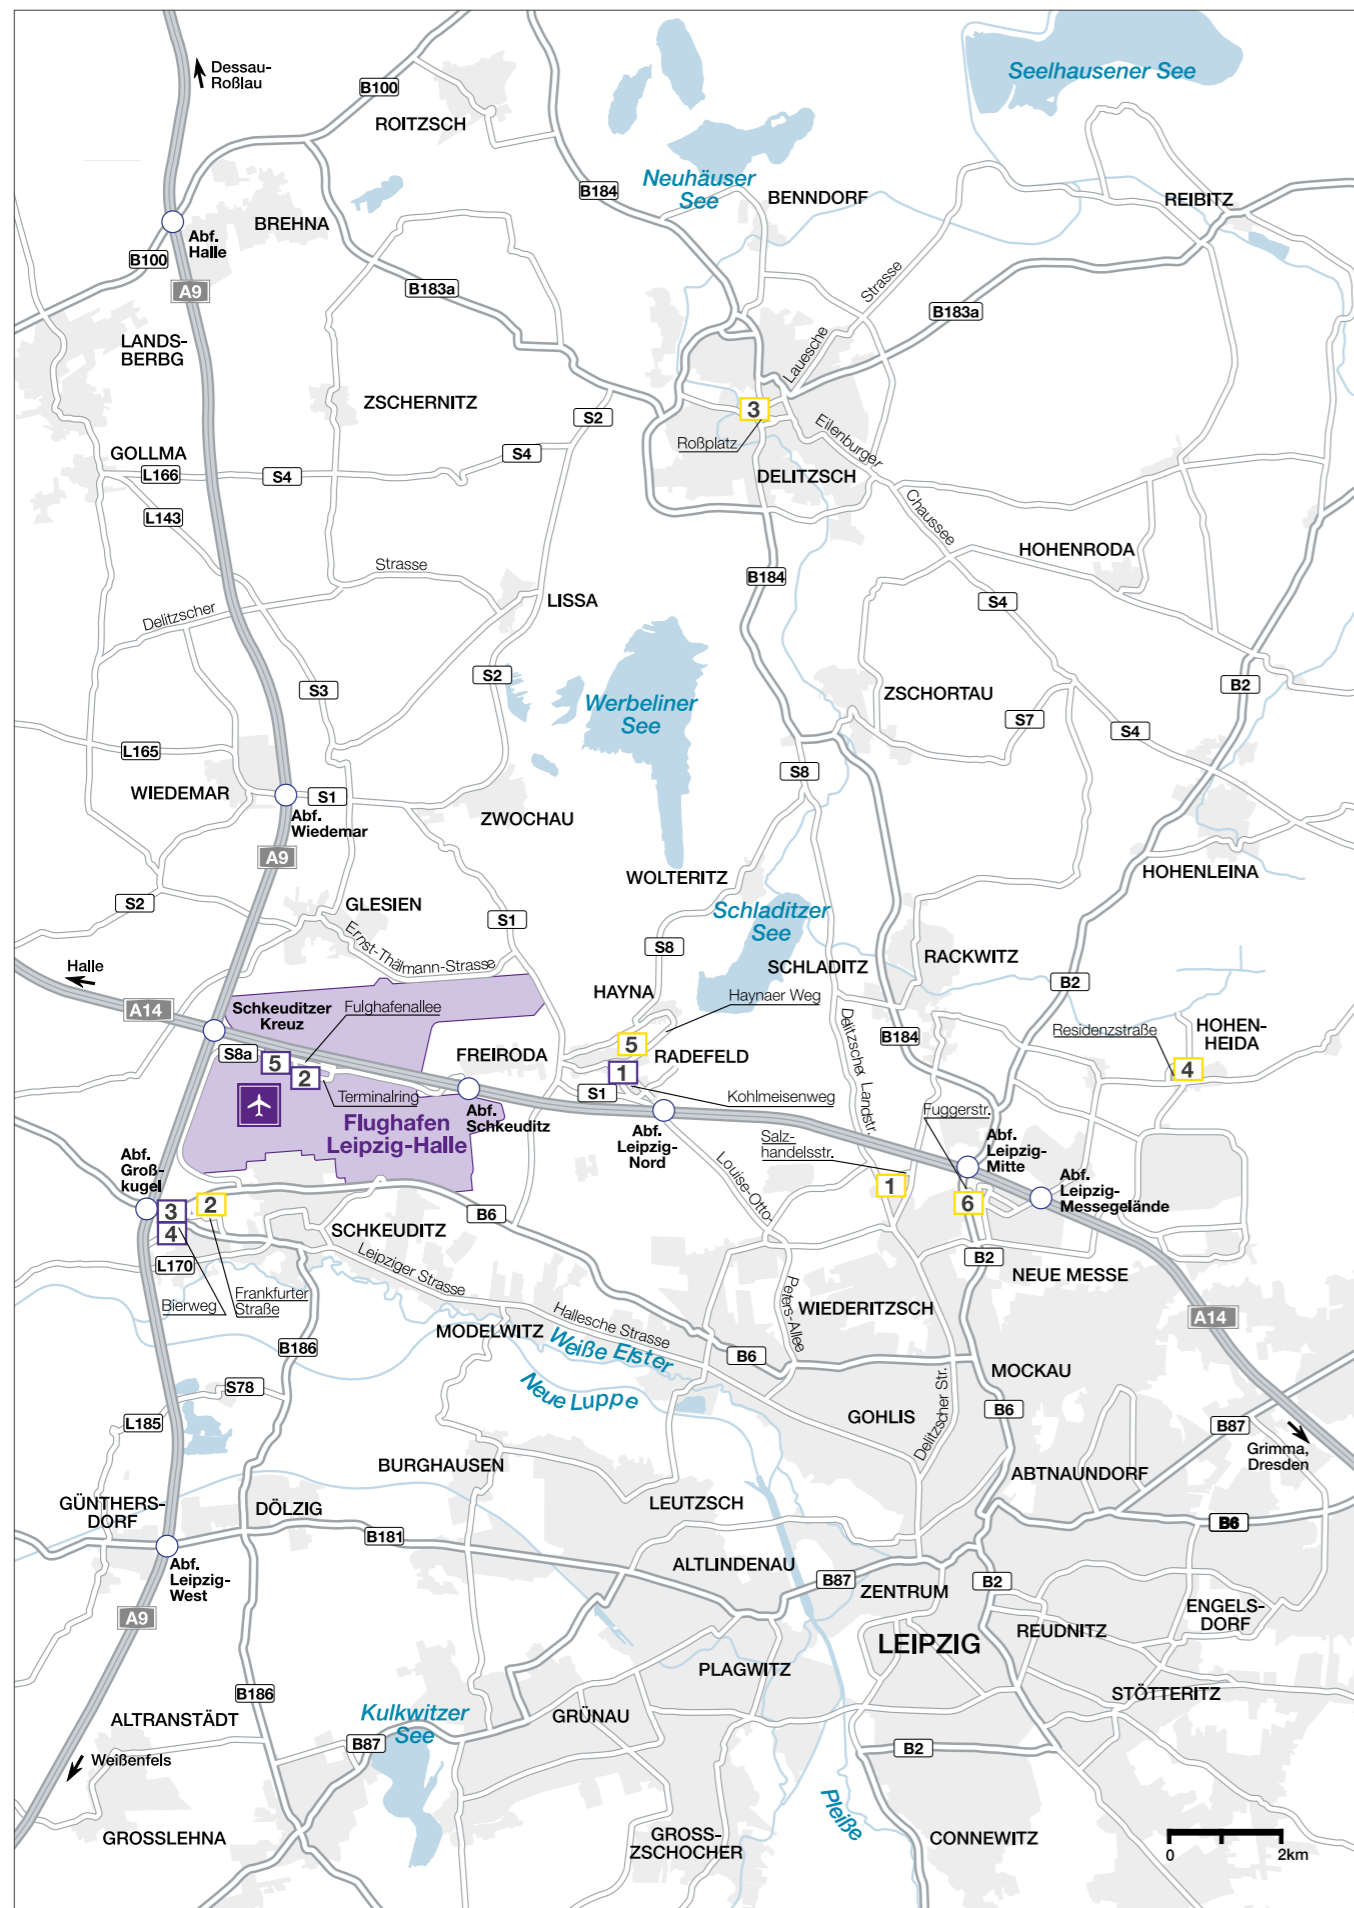 Dessau-
Roßlau
B100
ROITZSCH
Seelhausener See
B184
Neuhäuser
See
BENNDORF
REIBITZ
BREHNA
Abf.
Halle
B100
A9
B183a
Strasse
B183a
LANDS-
BERBG
Lauesche
ZSCHERNITZ
3
S2
Roßplatz
Eilenburger
GOLLMA
S4
L166
S4
DELITZSCH
L143
Chaussee
HOHENRODA
Strasse
B184
LISSA
S4
Delitzscher
S2
S3
ZSCHORTAU
B2
Werbeliner
See
S7
S4
L165
S8
WIEDEMAR
S1
ZWOCHAU
Abf.
Wiedemar
A9
WOLTERITZ
HOHENLEINA
S2
GLESIEN
S1
Schladitzer
See
Ernst-Thälmann-Strasse
S8
RACKWITZ
Halle
SCHLADITZ
B2
HAYNA
Haynaer Weg
A14
Schkeuditzer
Kreuz
Fulghafenallee
Delitzscher Landstr.
Residenzstraße
HOHEN-
HEIDA
S8a
5
2
FREIRODA
5
RADEFELD
B184
4
1
Terminalring
S1
Kohlmeisenweg
Flughafen
Leipzig-Halle
Abf.
Schkeuditz
Abf.
Leipzig-
Nord
Fuggerstr.
Salz-
handelsstr.
Abf.
Leipzig-
Mitte
Abf.
Groß-
kugel
Louise-Otto-
Peters-Allee
1
6
Abf.
Leipzig-
Messegelände
3
4
2
SCHKEUDITZ
B6
L170
Leipziger Strasse
B2
NEUE MESSE
Bierweg
Frankfurter
Straße
Hallesche Strasse
WIEDERITZSCH
A14
MODELWITZ
Weiße Elster
B186
B6
MOCKAU
Neue Luppe
S78
Delitzscher Str.
B6
GOHLIS
L185
B87
Grimma,
Dresden
BURGHAUSEN
ABTNAUNDORF
GÜNTHERS-
DORF
DÖLZIG
LEUTZSCH
B6
B181
Abf.
Leipzig-
West
ALTLINDENAU
B87
ZENTRUM
B2
A9
ENGELS-
DORF
REUDNITZ
LEIPZIG
PLAGWITZ
B186
STÖTTERITZ
ALTRANSTÄDT
Kulkwitzer
See
GRÜNAU
B87
B2
Weißenfels
Pleiße
GROSSLEHNA
GROSS-
ZSCHOCHER
CONNEWITZ
0
2km